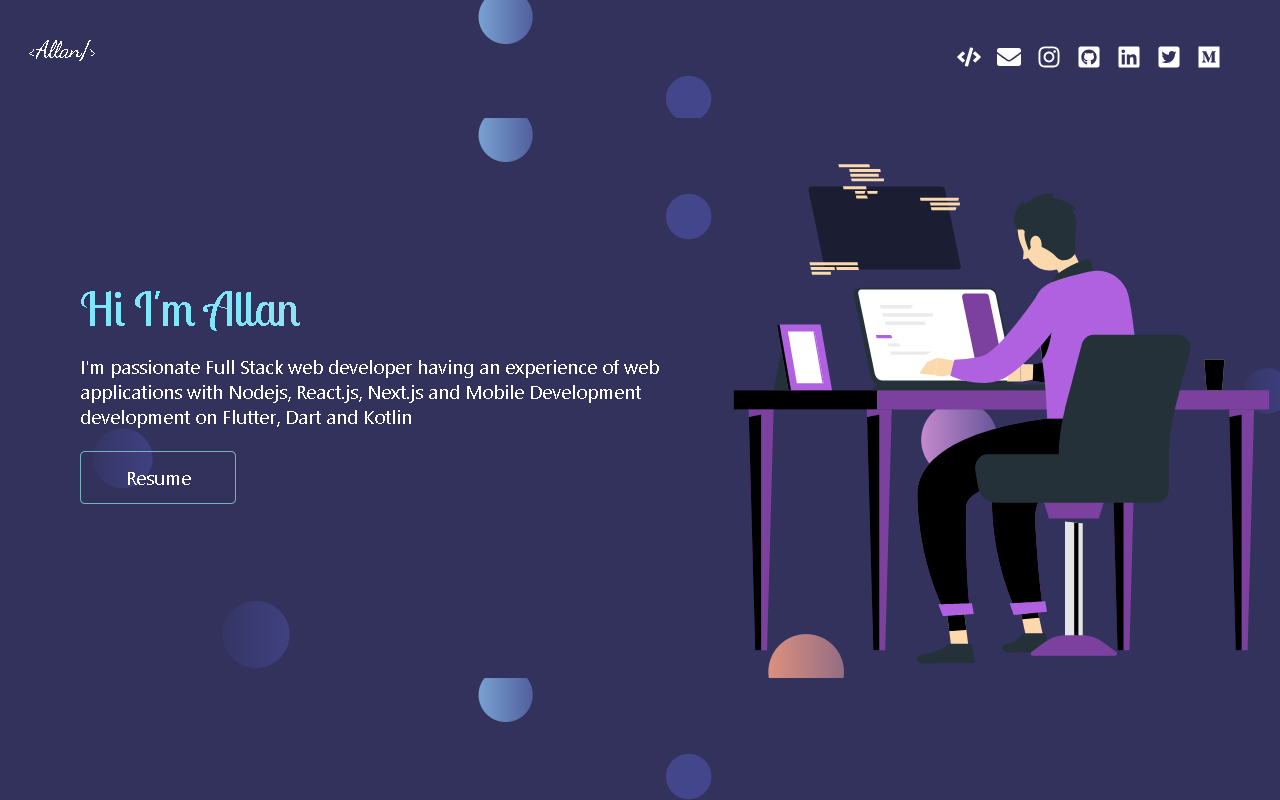 <Allan/>
Hi I'm Allan
I'm passionate Full Stack web developer having an experience of web
applications with Nodejs, React.js, Next.js and Mobile Development
development on Flutter, Dart and Kotlin
Resume